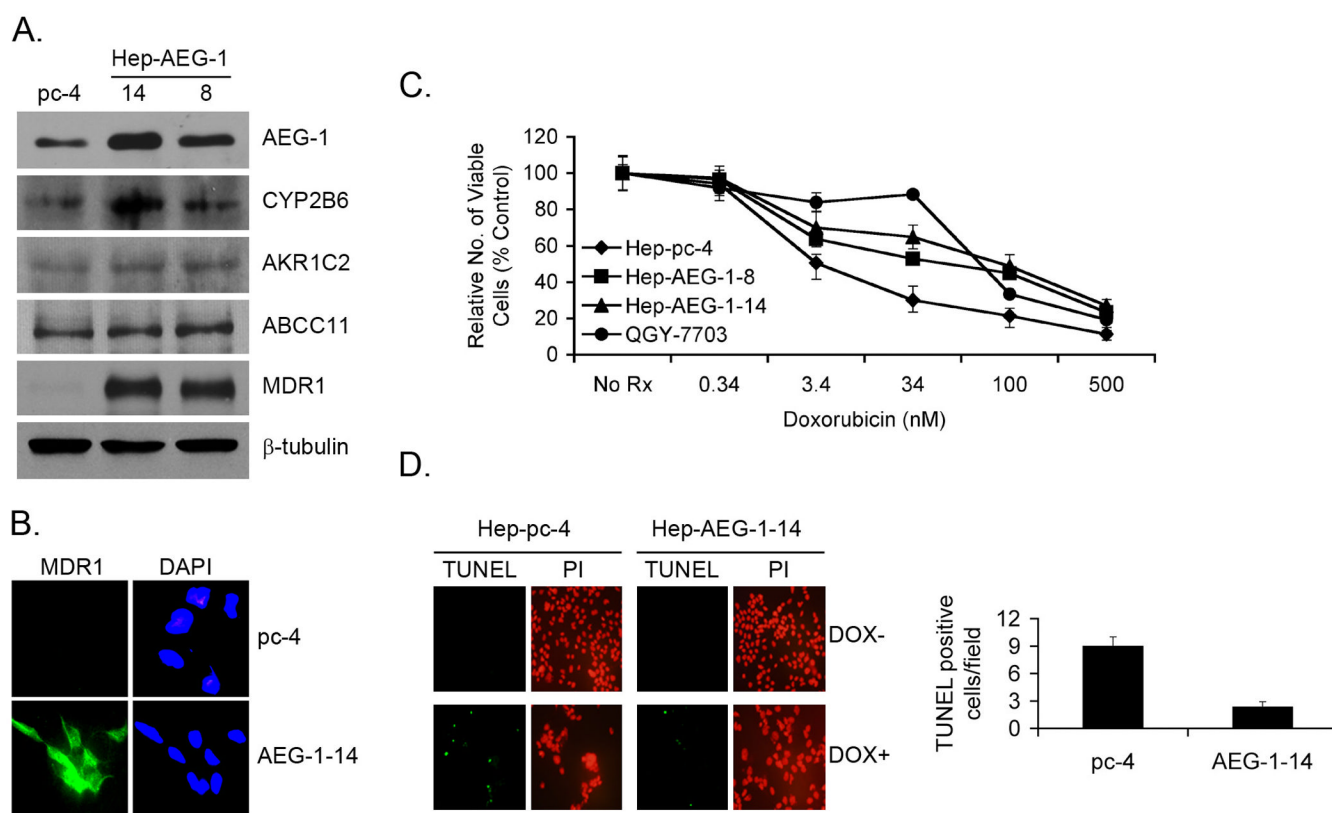 A.
Hep-AEG-1
pc-4 14 8
AEG-1
CYP2B6
AKR1C2
ABCC11
MDR1
β-tubulin
B.
MDR1 DAPI
pc-4
AEG-1-14
C.
Relative No. of Viable
Cells (% Control)
120
100
80
60
40
20
0
Hep-pc-4
Hep-AEG-1-8
Hep-AEG-1-14
QGY-7703
No Rx 0.34 3.4 34 100 500
Doxorubicin (nM)
D.
Hep-pc-4 Hep-AEG-1-14
TUNEL PI TUNEL PI
DOX-
DOX+
TUNEL positive
cells/field
12
9
6
3
0
pc-4 AEG-1-14